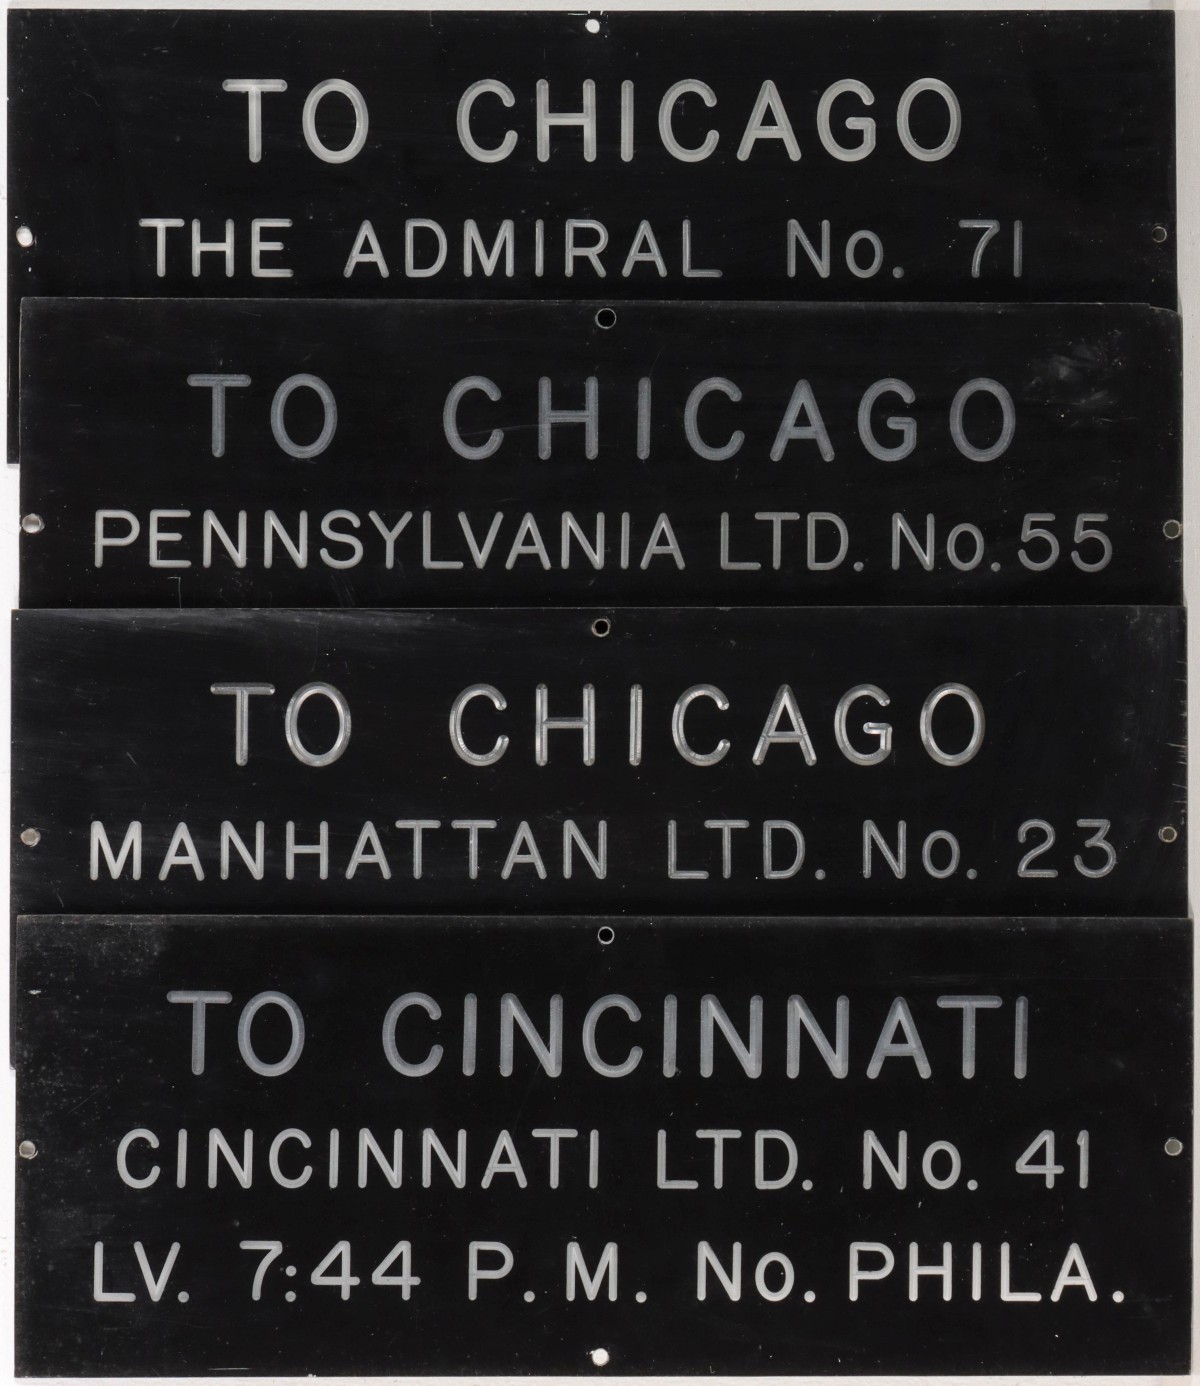 TO CHICAGO
THE ADMIRAL No. 71
TO CHICAGO
PENNSYLVANIA LTD. No. 55
TO CHICAGO
MANHATTAN LTD. No. 23
TO CINCINNATI
CINCINNATI LTD. No. 41
LV. 7:44 P.M. No. PHILA.